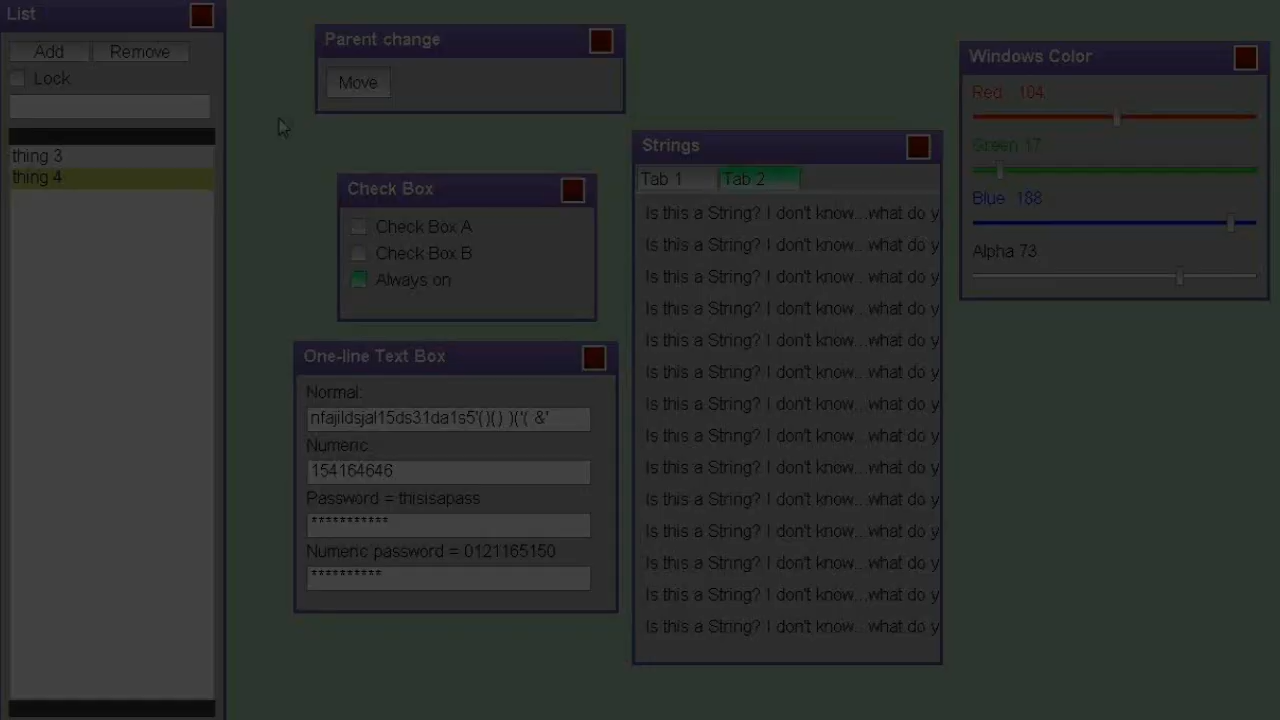 List
Add
Remove
Lock
thing 3
thing 4
Parent change
Move
Check Box
Check Box A
Check Box B
Always on
One-line Text Box
Normal:
nfajildsjal15ds31da1s5'()() )('( &'
Numeric:
154164646
Password = thisisapass
***********
Numeric password = 0121165150
**********
Strings
Tab 1
Tab 2
Is this a String? I don't know...what do y
Is this a String? I don't know...what do y
Is this a String? I don't know...what do y
Is this a String? I don't know...what do y
Is this a String? I don't know...what do y
Is this a String? I don't know...what do y
Is this a String? I don't know...what do y
Is this a String? I don't know...what do y
Is this a String? I don't know...what do y
Is this a String? I don't know...what do y
Is this a String? I don't know...what do y
Is this a String? I don't know...what do y
Is this a String? I don't know...what do y
Is this a String? I don't know...what do y
Windows Color
Red 104
Green 17
Blue 188
Alpha 73